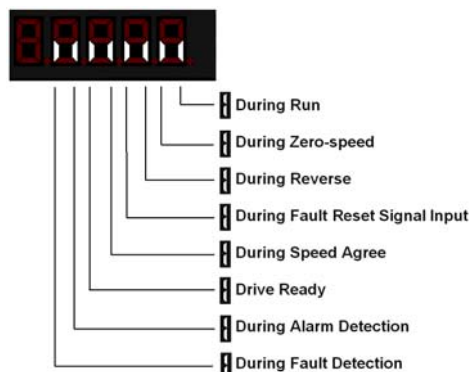 During Run
During Zero-speed
During Reverse
During Fault Reset Signal Input
During Speed Agree
Drive Ready
During Alarm Detection
During Fault Detection